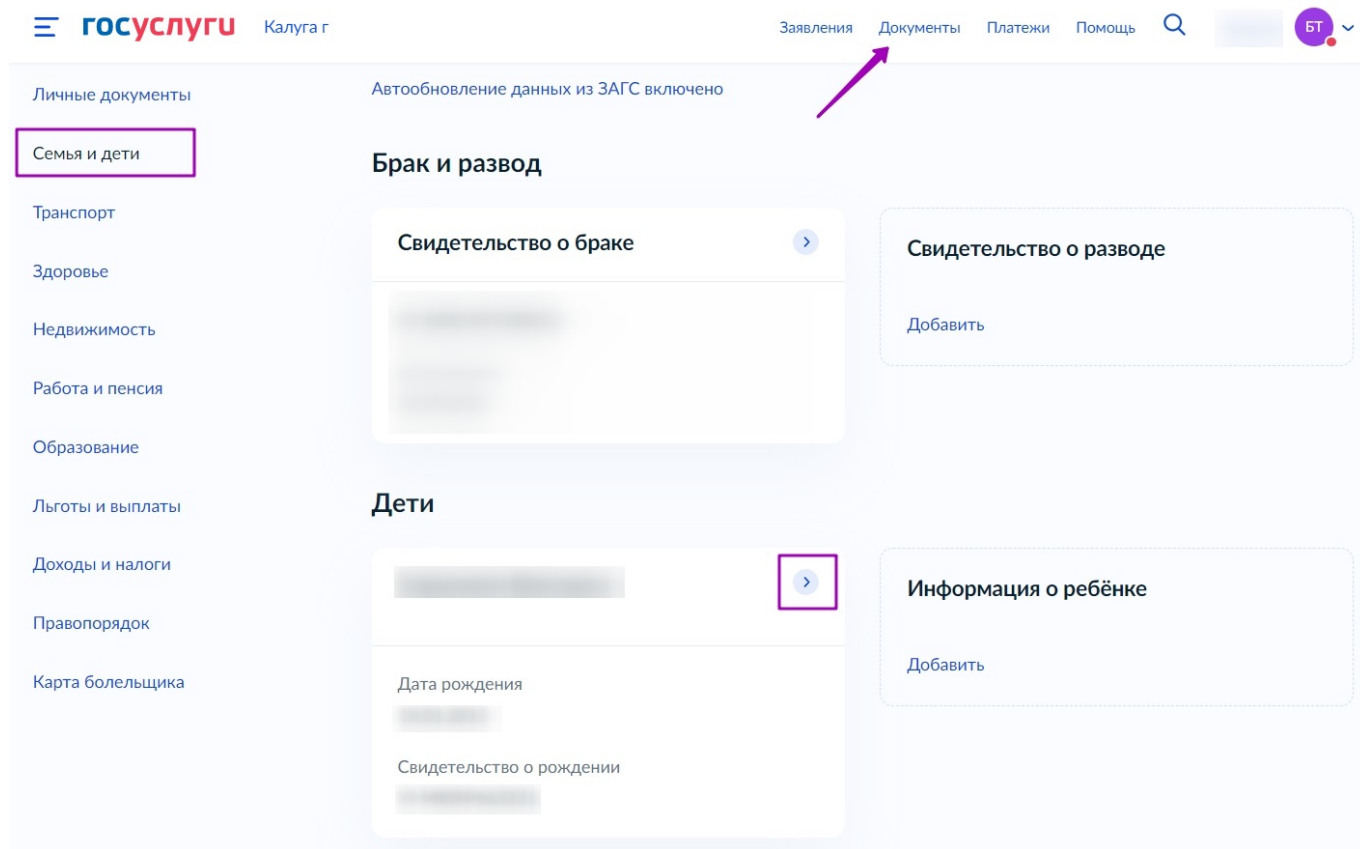 госуслуги Калуга г Заявления Документы Платежи Помощь БТ
Личные документы
Семья и дети
Транспорт
Здоровье
Недвижимость
Работа и пенсия
Образование
Льготы и выплаты
Доходы и налоги
Правопорядок
Карта болельщика
Автообновление данных из ЗАГС включено
Брак и развод
Свидетельство о браке
Свидетельство о разводе
Добавить
Дети
Дата рождения
Свидетельство о рождении
Информация о ребёнке
Добавить